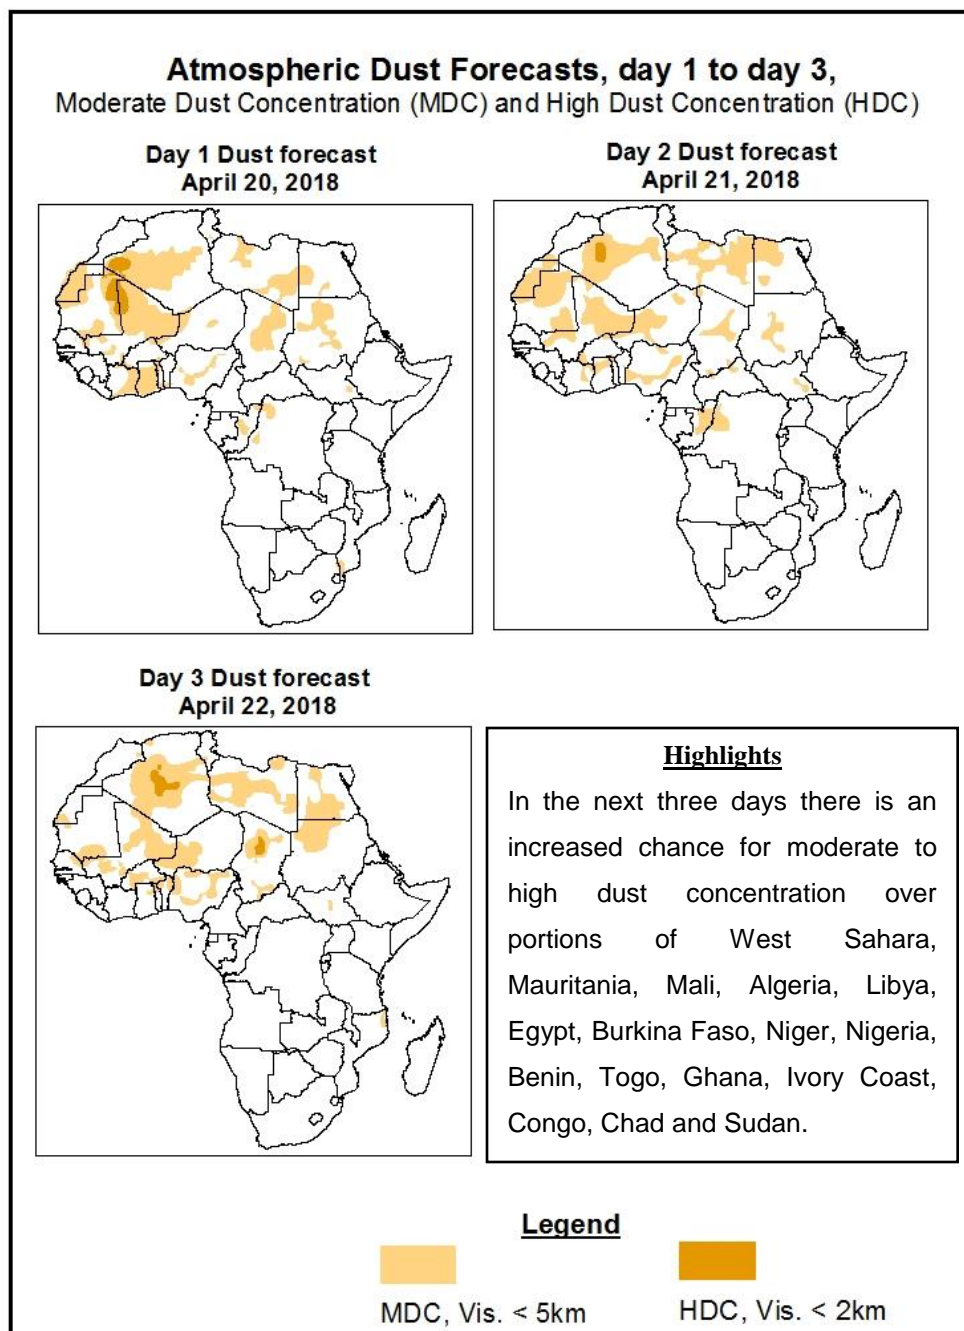 Atmospheric Dust Forecasts, day 1 to day 3,
Moderate Dust Concentration (MDC) and High Dust Concentration (HDC)
Day 1 Dust forecast
April 20, 2018
Day 2 Dust forecast
April 21, 2018
Day 3 Dust forecast
April 22, 2018
Highlights
In the next three days there is an
increased chance for moderate to
high dust concentration over
portions of West Sahara,
Mauritania, Mali, Algeria, Libya,
Egypt, Burkina Faso, Niger, Nigeria,
Benin, Togo, Ghana, Ivory Coast,
Congo, Chad and Sudan.
Legend
MDC, Vis. < 5km
HDC, Vis. < 2km